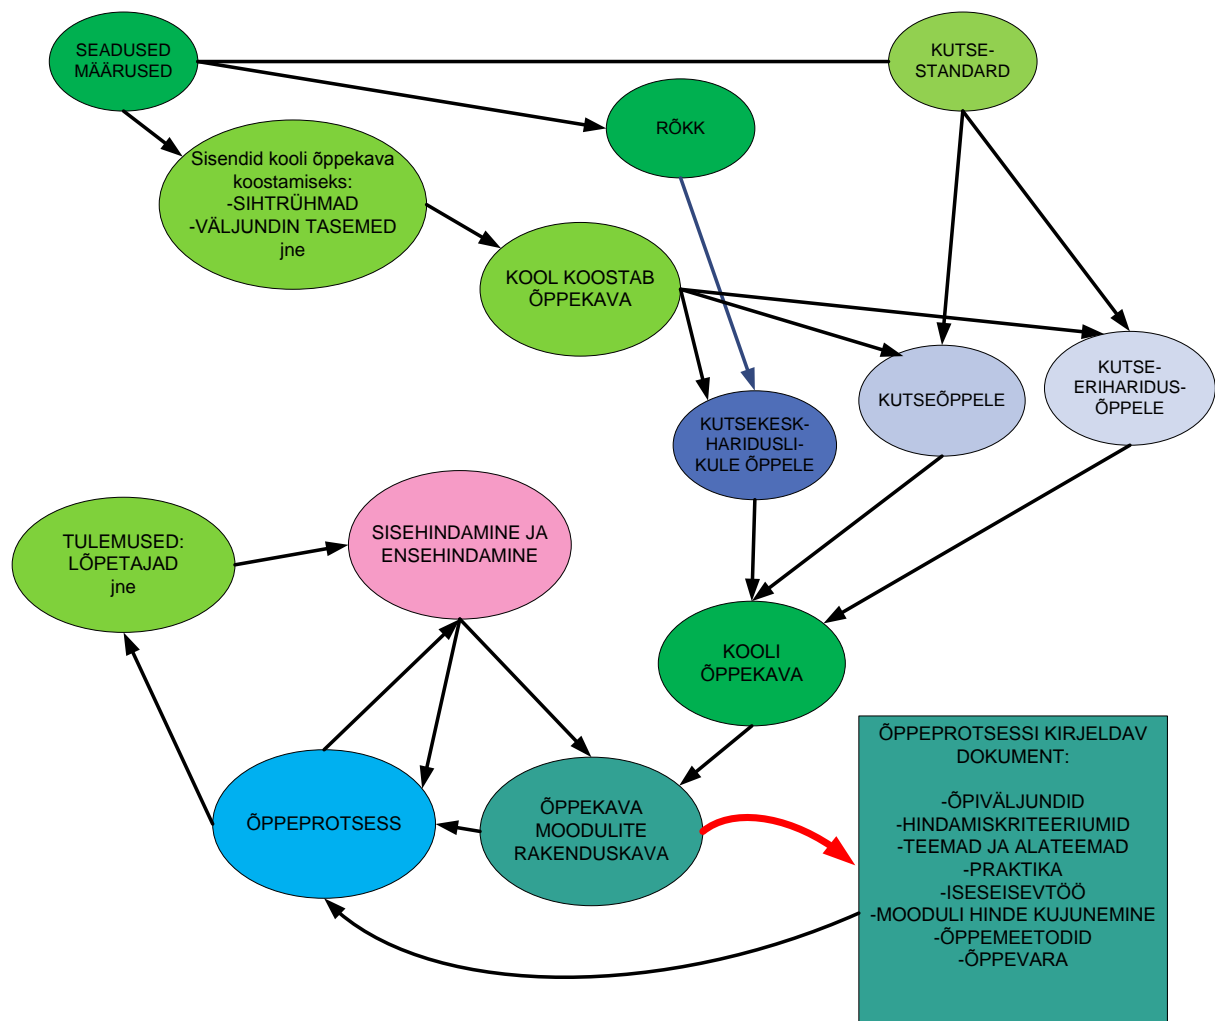 SEADUSED
MÄÄRUSED
KUTSE-
STANDARD
RÕKK
Sisendid kooli õppekava
koostamiseks:
-SIHTRÜHMAD
-VÄLJUNDIN TASEMED
jne
KOOL KOOSTAB
ÕPPEKAVA
KUTSEKESK-
HARIDUSLI-
KULE ÕPPELE
KUTSEÕPPELE
KUTSE-
ERIHARIDUS-
ÕPPELE
TULEMUSED:
LÕPETAJAD
jne
SISEHINDAMINE JA
ENSEHINDAMINE
KOOLI
ÕPPEKAVA
ÕPPEPROTSESS
ÕPPEKAVA
MOODULITE
RAKENDUSKAVA
ÕPPEPROTSESSI KIRJELDAV
DOKUMENT:
-ÕPIVÄLJUNDID
-HINDAMISKRITEERIUMID
-TEEMAD JA ALATEEMAD
-PRAKTIKA
-ISESEISEVTÖÖ
-MOODULI HINDE KUJUNEMINE
-ÕPPEMEETODID
-ÕPPEVARA